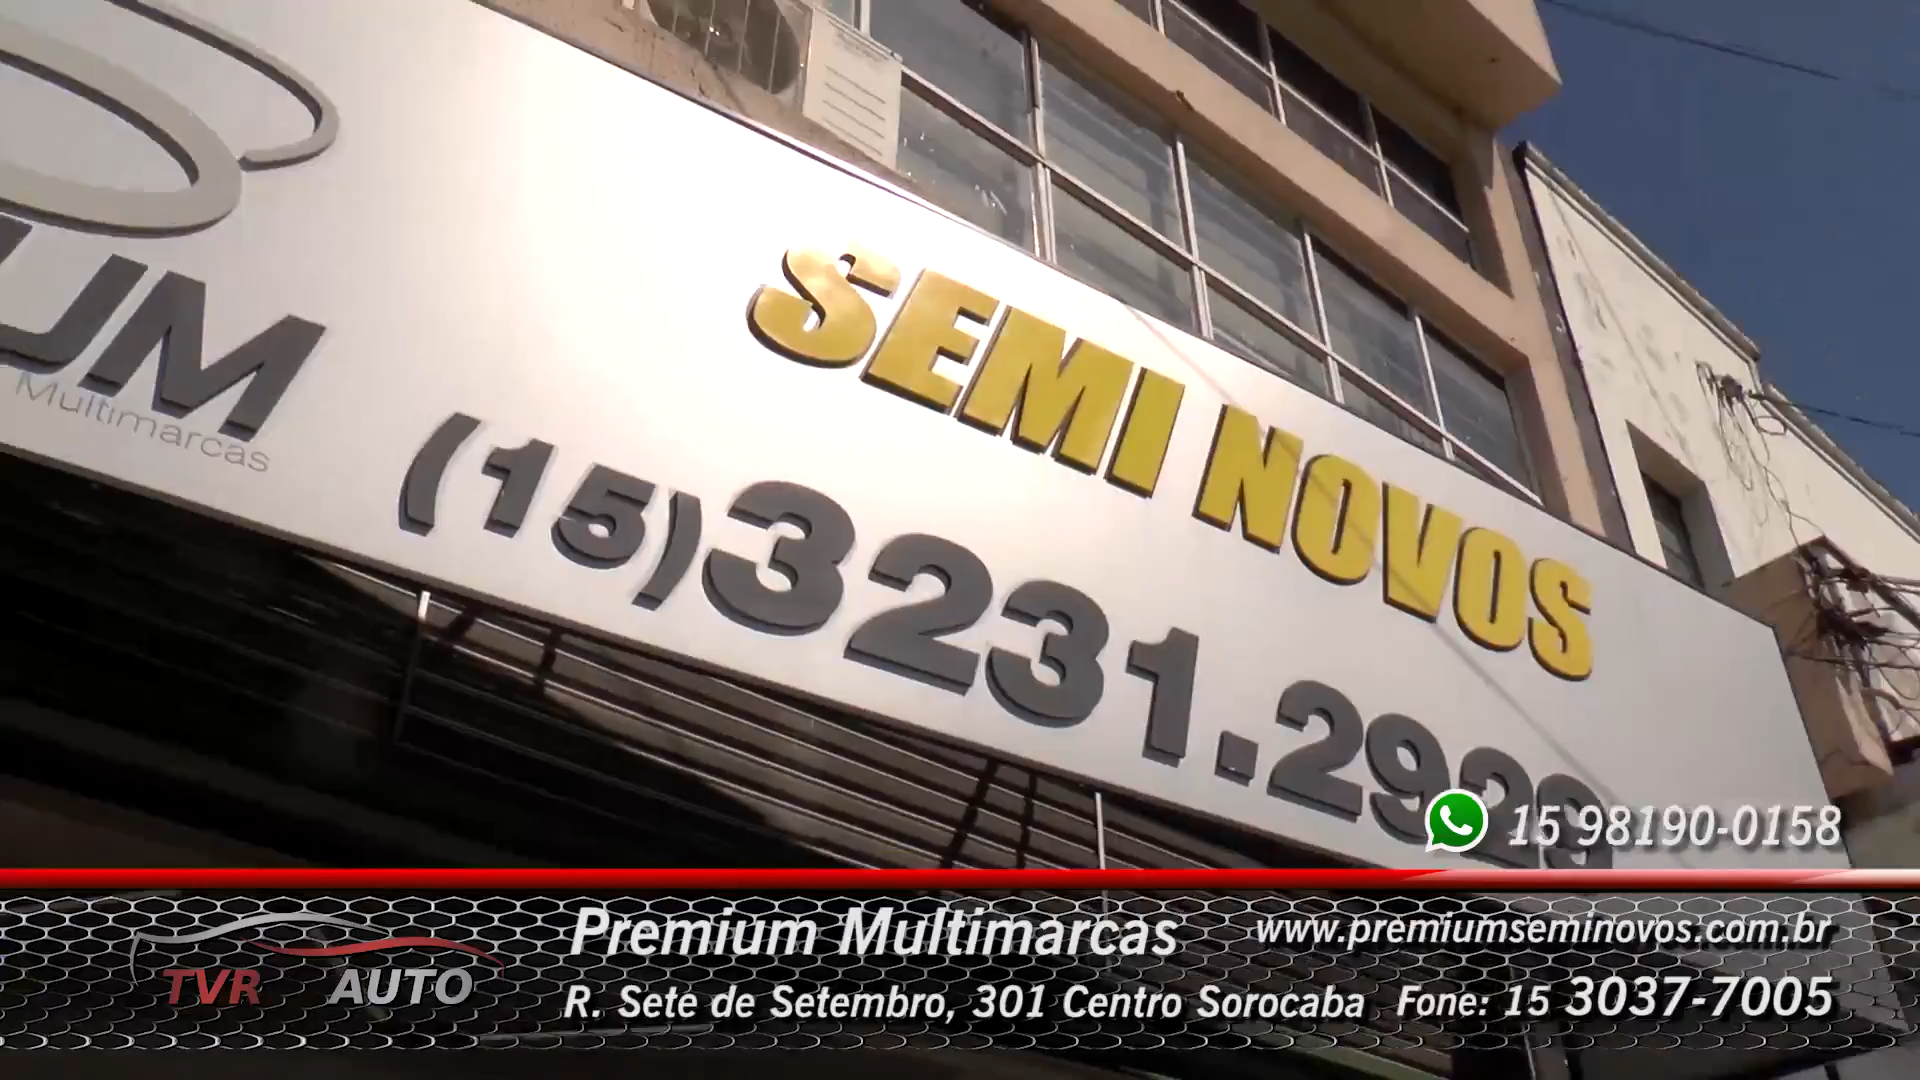 UM
Multimarcas
SEMI NOVOS
(15)3231.2929
15 98190-0158
TVR AUTO
Premium Multimarcas
www.premiumseminovos.com.br
R. Sete de Setembro, 301 Centro Sorocaba
Fone: 15 3037-7005